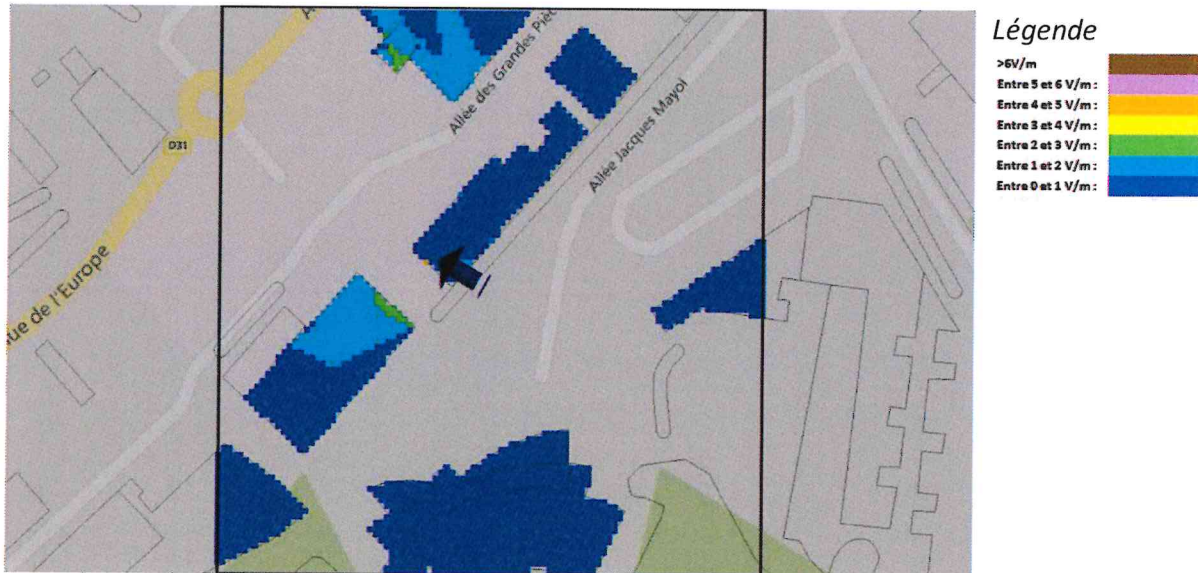 Allée des Grandes Pièc
Allée Jacques Mayol
D31
ue de l'Europe
Légende
>6V/m
Entre 5 et 6 V/m :
Entre 4 et 5 V/m :
Entre 3 et 4 V/m :
Entre 2 et 3 V/m :
Entre 1 et 2 V/m :
Entre 0 et 1 V/m :